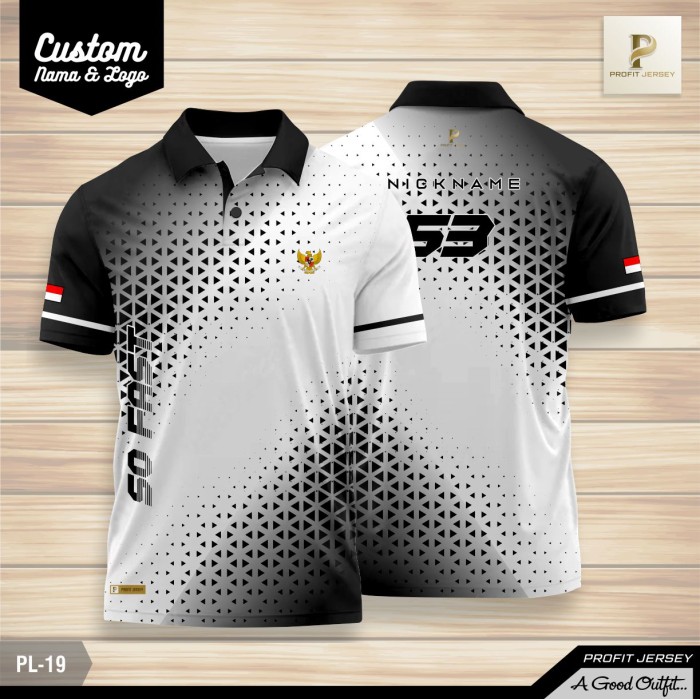 Custom
Nama & Logo
P
PROFIT JERSEY
NICKNAME
53
SO FAST
PL-19
PROFIT JERSEY
A Good Outfit...